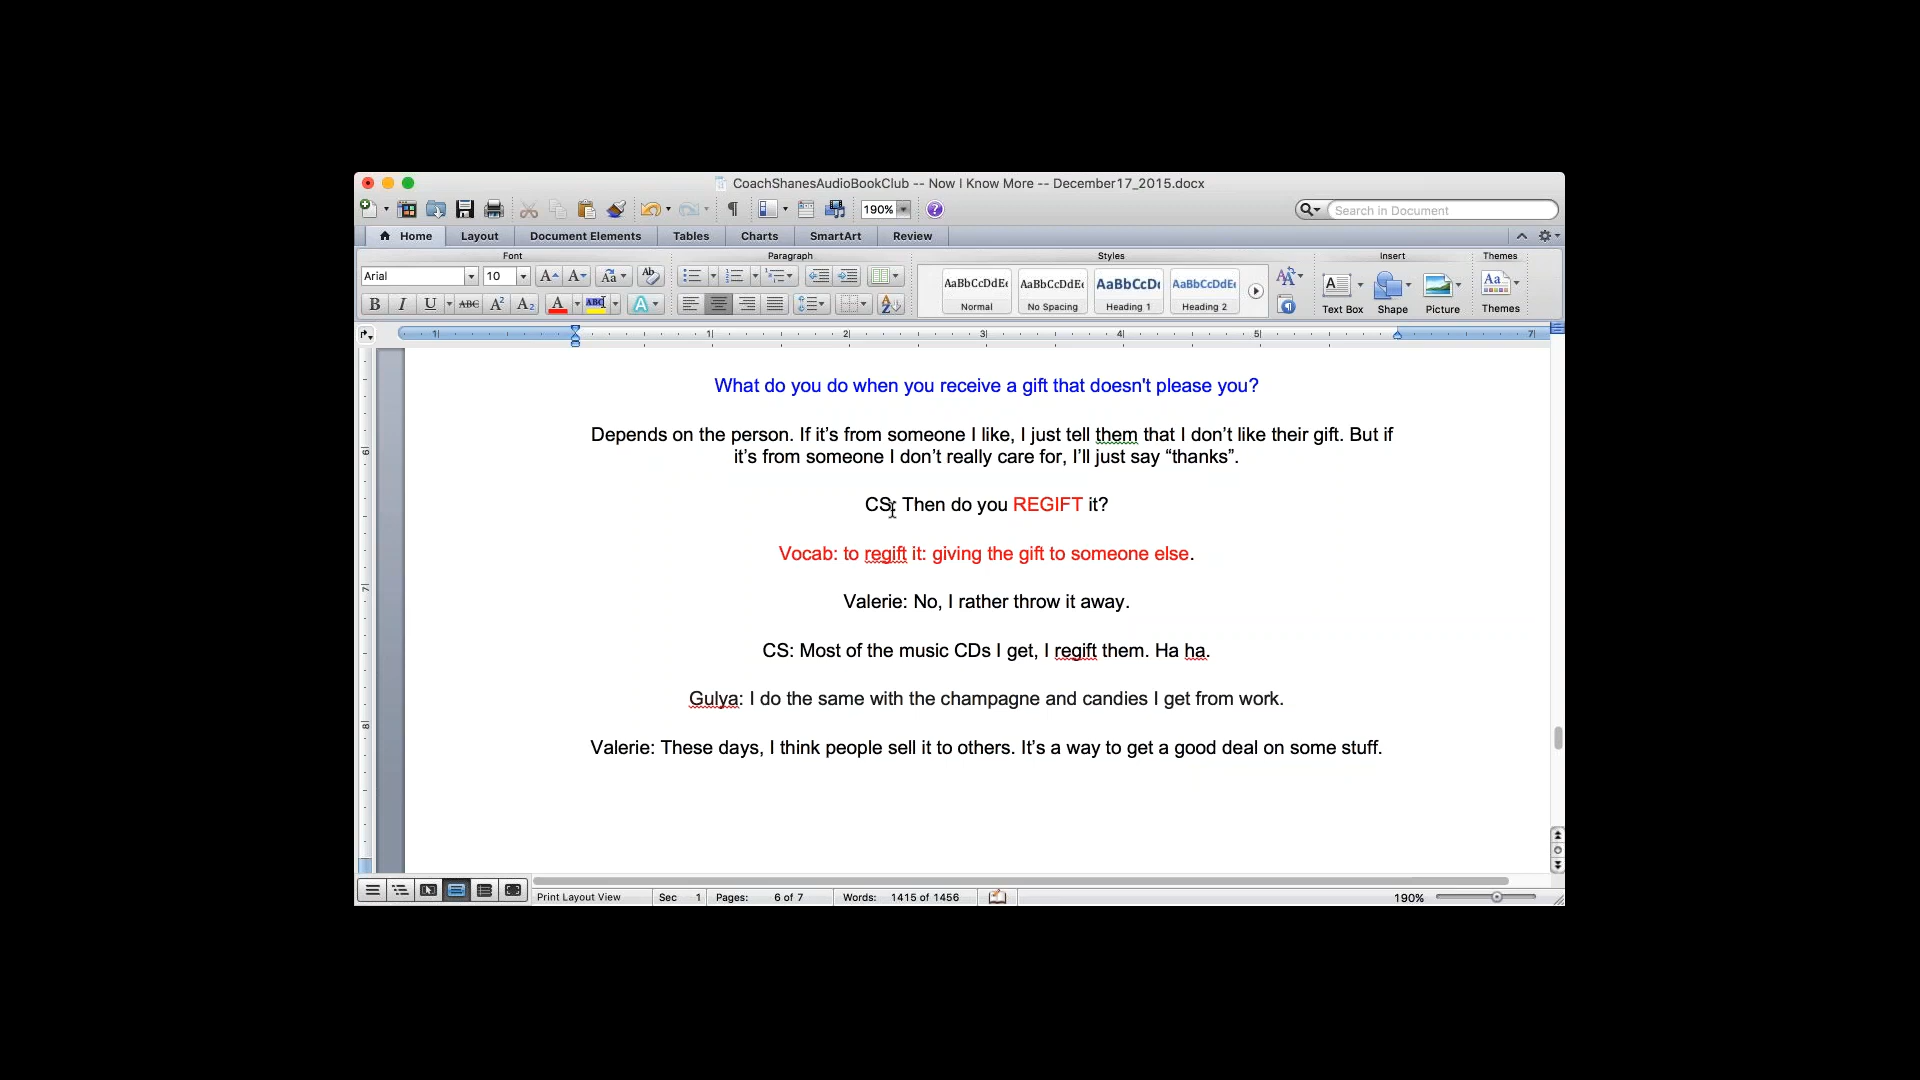 CoachShanesAudioBookClub -- Now I Know More -- December17_2015.docx
190%
Search in Document
Home Layout Document Elements Tables Charts SmartArt Review
Font Paragraph Styles Insert Themes
Arial 10
AaBbCcDdEe AaBbCcDdEe AaBbCcDd AaBbCcDdEe
Normal No Spacing Heading 1 Heading 2
Text Box Shape Picture Themes
What do you do when you receive a gift that doesn't please you?
Depends on the person. If it’s from someone I like, I just tell them that I don’t like their gift. But if
it’s from someone I don’t really care for, I’ll just say “thanks”.
CS: Then do you REGIFT it?
Vocab: to regift it: giving the gift to someone else.
Valerie: No, I rather throw it away.
CS: Most of the music CDs I get, I regift them. Ha ha.
Gulya: I do the same with the champagne and candies I get from work.
Valerie: These days, I think people sell it to others. It’s a way to get a good deal on some stuff.
Print Layout View Sec 1 Pages: 6 of 7 Words: 1415 of 1456 190%